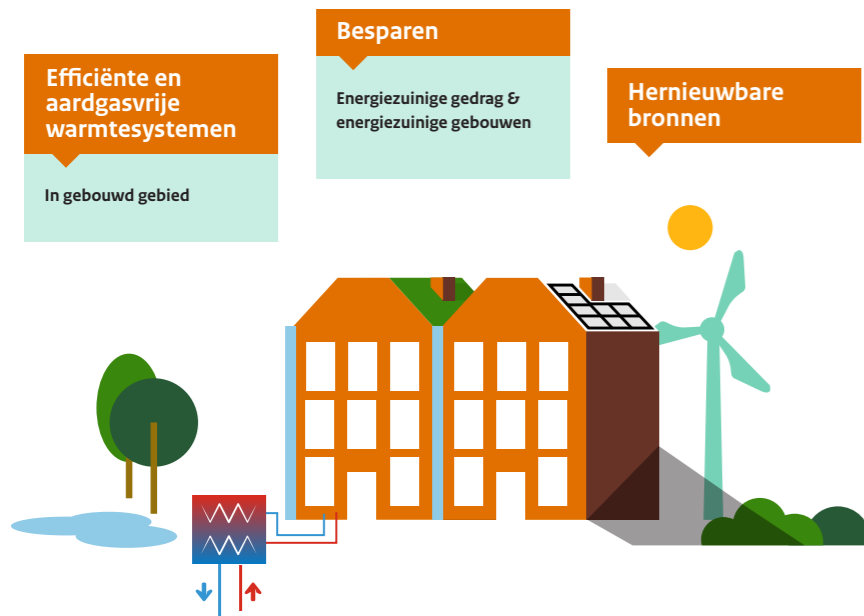 Efficiënte en
aardgasvrije
warmtesystemen
In gebouwd gebied
Besparen
Energiezuinige gedrag &
energiezuinige gebouwen
Hernieuwbare
bronnen